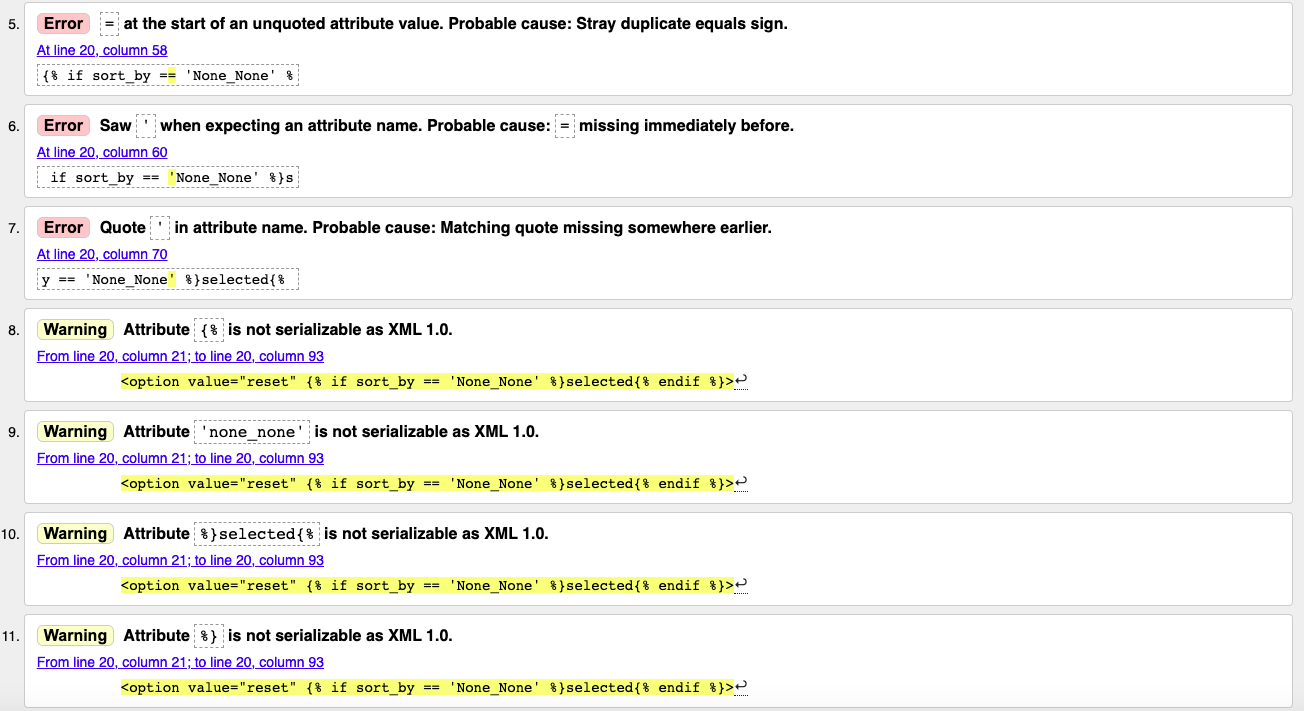 5. Error = at the start of an unquoted attribute value. Probable cause: Stray duplicate equals sign.
At line 20, column 58
{% if sort_by == 'None_None' %
6. Error Saw ' when expecting an attribute name. Probable cause: = missing immediately before.
At line 20, column 60
if sort_by == 'None_None' %}s
7. Error Quote ' in attribute name. Probable cause: Matching quote missing somewhere earlier.
At line 20, column 70
y == 'None_None' %}selected{%
8. Warning Attribute {% is not serializable as XML 1.0.
From line 20, column 21; to line 20, column 93
<option value="reset" {% if sort_by == 'None_None' %}selected{% endif %}>↩
9. Warning Attribute 'none_none' is not serializable as XML 1.0.
From line 20, column 21; to line 20, column 93
<option value="reset" {% if sort_by == 'None_None' %}selected{% endif %}>↩
10. Warning Attribute %}selected{% is not serializable as XML 1.0.
From line 20, column 21; to line 20, column 93
<option value="reset" {% if sort_by == 'None_None' %}selected{% endif %}>↩
11. Warning Attribute %} is not serializable as XML 1.0.
From line 20, column 21; to line 20, column 93
<option value="reset" {% if sort_by == 'None_None' %}selected{% endif %}>↩